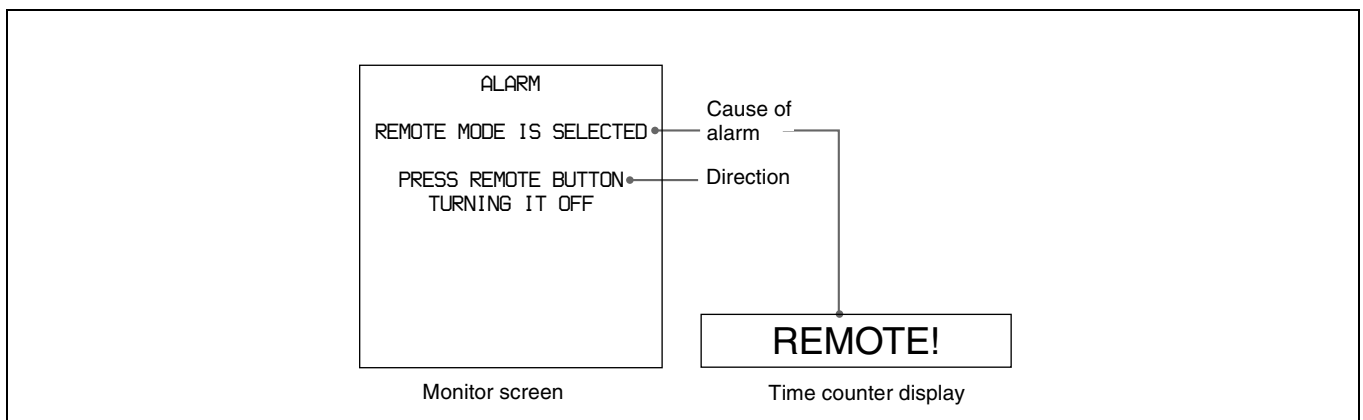 ALARM
REMOTE MODE IS SELECTED
PRESS REMOTE BUTTON
TURNING IT OFF
Cause of
alarm
Direction
REMOTE!
Monitor screen
Time counter display